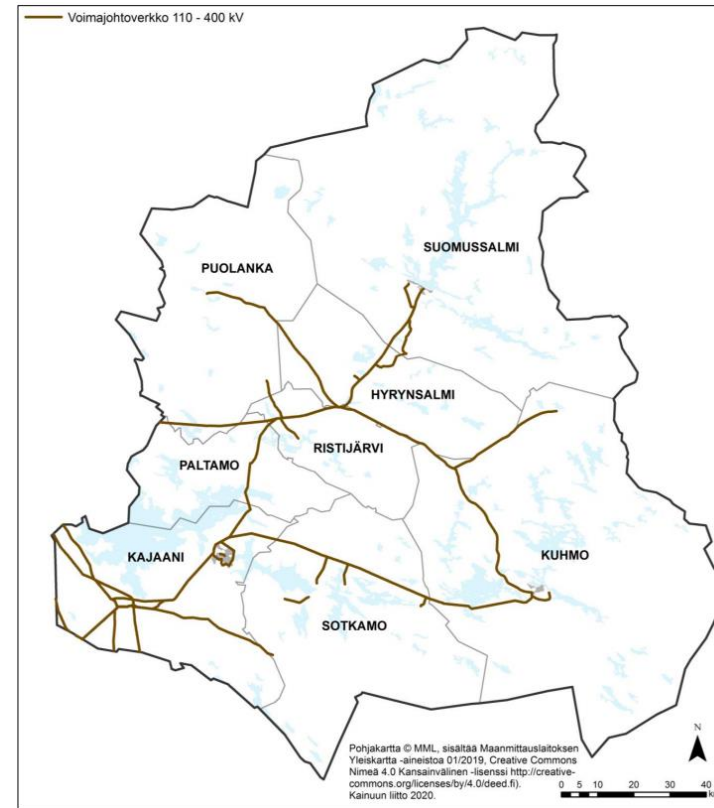 Voimajohtoverkko 110 - 400 kV
SUOMUSSALMI
PUOLANKA
HYRYNSALMI
RISTIJÄRVI
PALTAMO
KAJAANI
KUHMO
SOTKAMO
Pohjakartta © MML, sisältää Maanmittauslaitoksen
Yleiskartta -aineistoa 01/2019, Creative Commons
Nimeä 4.0 Kansainvälinen -lisenssi http://creative-
commons.org/licenses/by/4.0/deed.fi).
Kainuun liitto 2020.
N
0 5 10 20 30 40